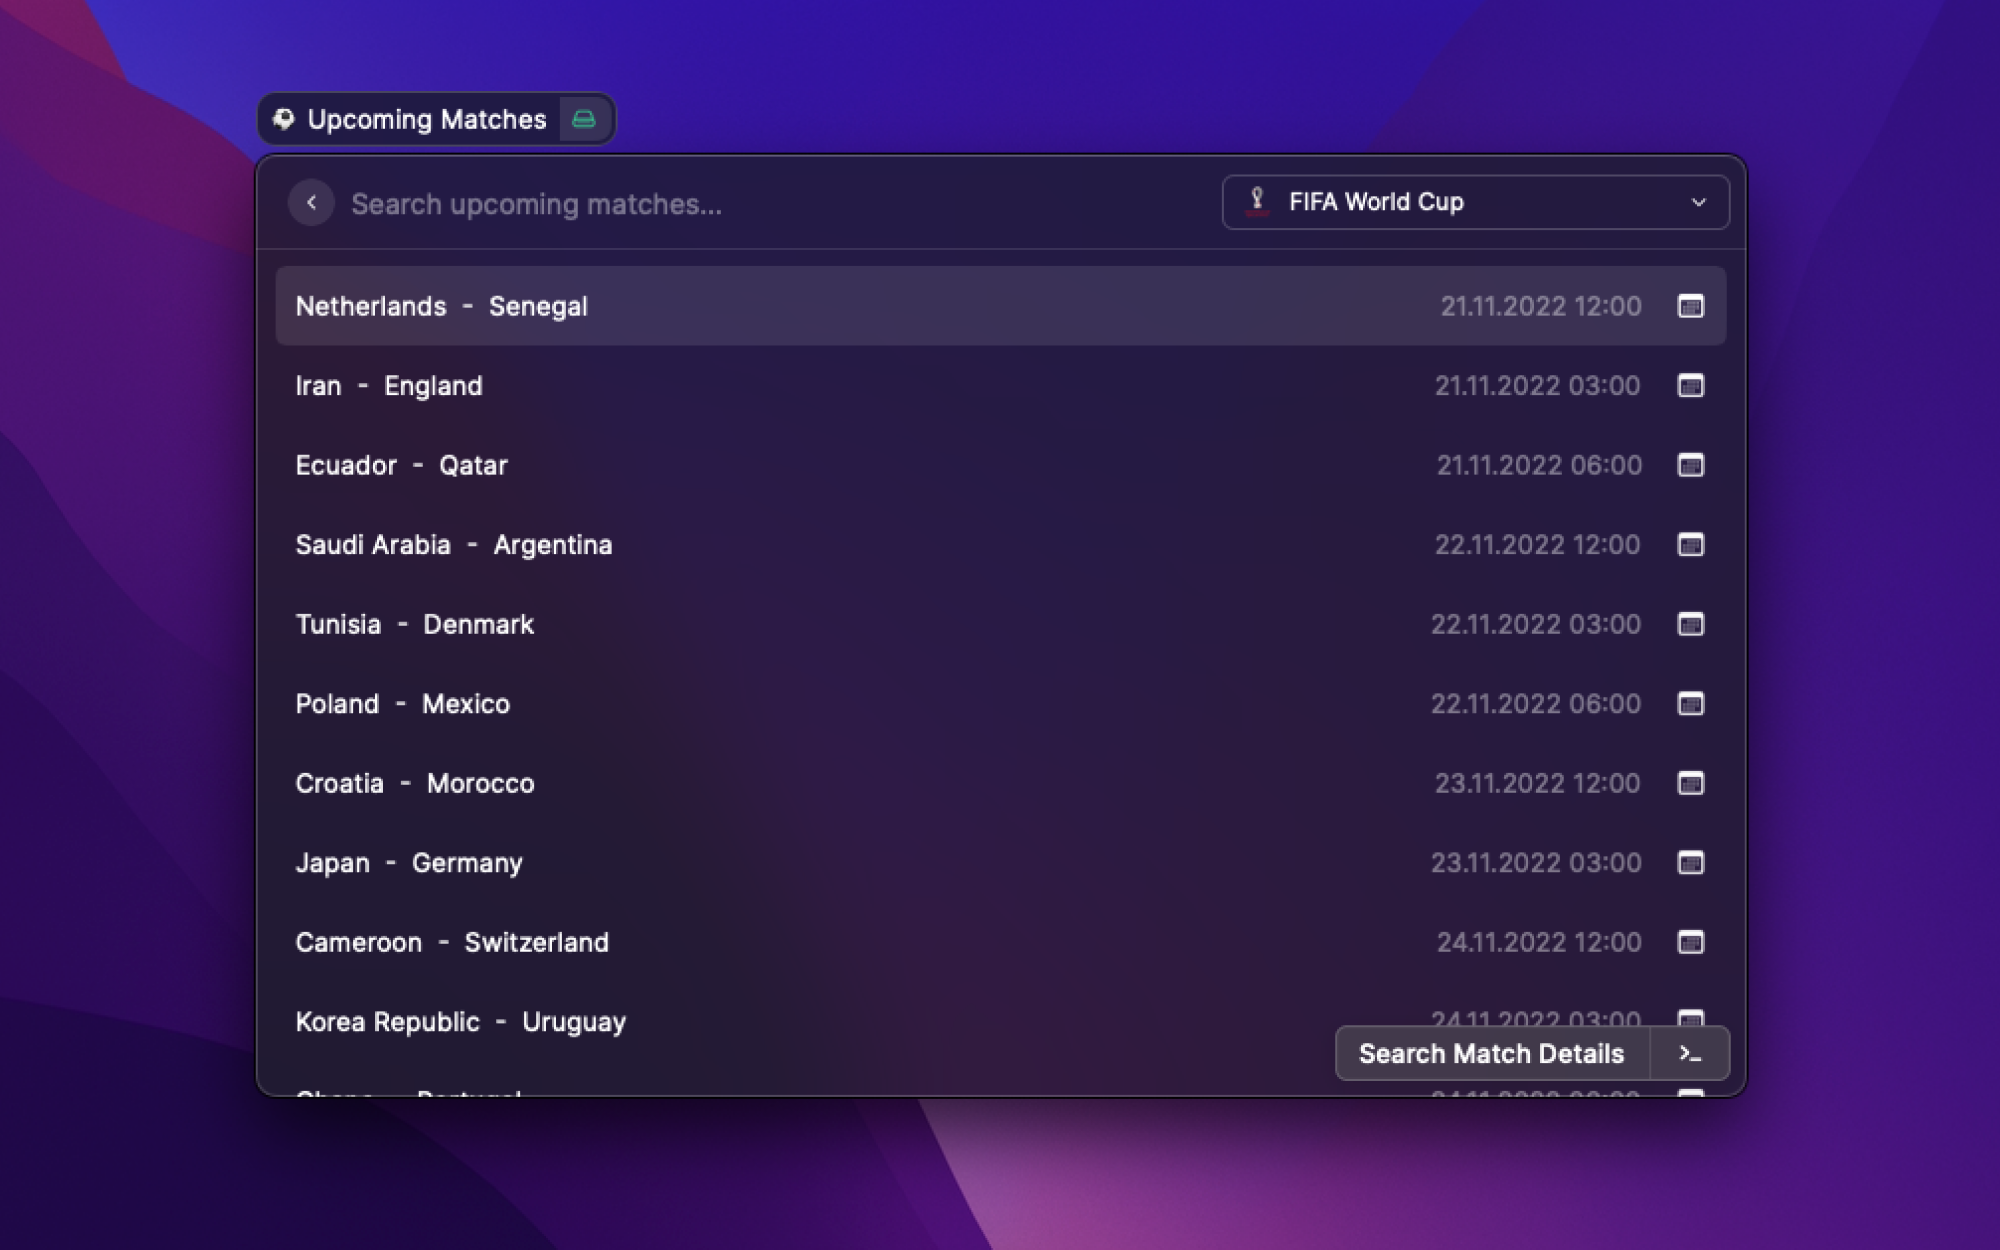 Upcoming Matches
Search upcoming matches...
FIFA World Cup
Netherlands - Senegal 21.11.2022 12:00
Iran - England 21.11.2022 03:00
Ecuador - Qatar 21.11.2022 06:00
Saudi Arabia - Argentina 22.11.2022 12:00
Tunisia - Denmark 22.11.2022 03:00
Poland - Mexico 22.11.2022 06:00
Croatia - Morocco 23.11.2022 12:00
Japan - Germany 23.11.2022 03:00
Cameroon - Switzerland 24.11.2022 12:00
Korea Republic - Uruguay 24.11.2022 03:00
Search Match Details